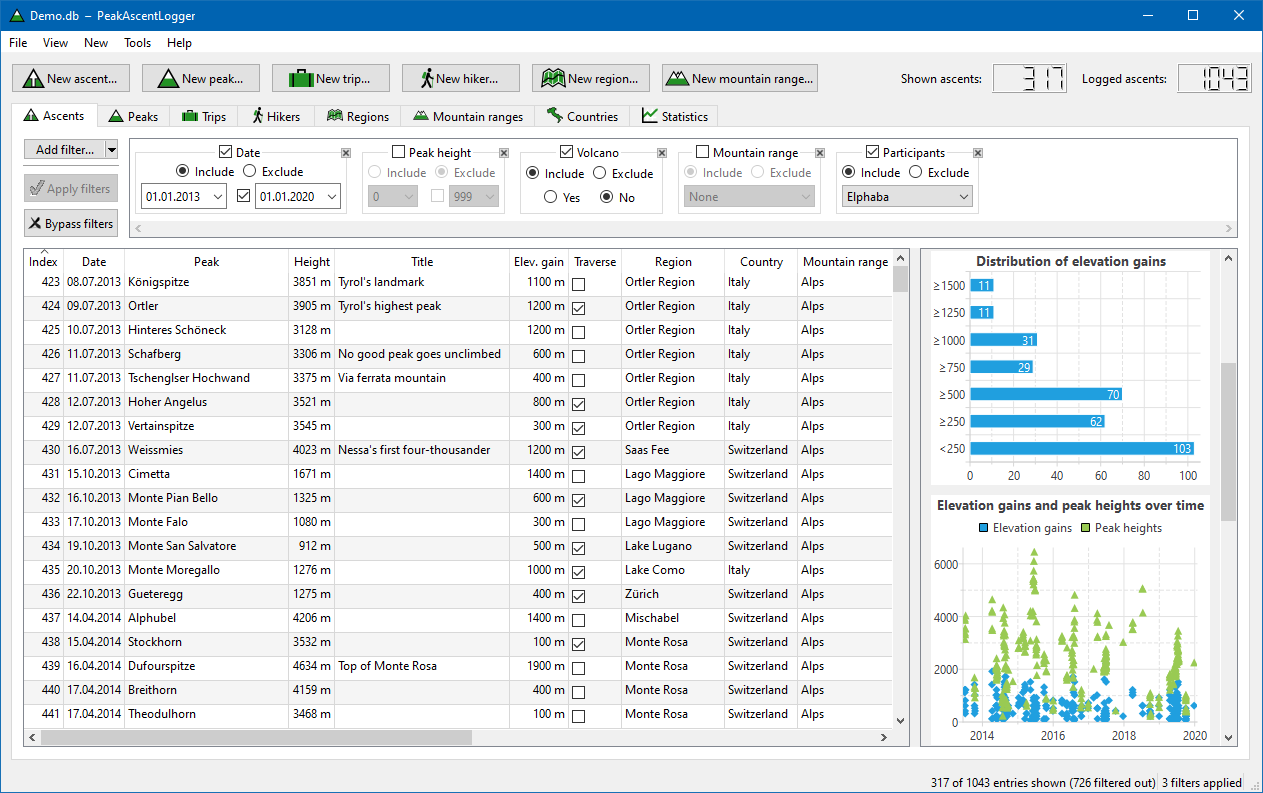 Demo.db – PeakAscentLogger
File View New Tools Help
New ascent... New peak... New trip... New hiker... New region... New mountain range... Shown ascents: 317 Logged ascents: 1043
Ascents Peaks Trips Hikers Regions Mountain ranges Countries Statistics
Add filter...
Apply filters
Bypass filters
Date
Include Exclude
01.01.2013 01.01.2020
Peak height
Include Exclude
0 999
Volcano
Include Exclude
Yes No
Mountain range
Include Exclude
None
Participants
Include Exclude
Elphaba
Index Date Peak Height Title Elev. gain Traverse Region Country Mountain range
423 08.07.2013 Königspitze 3851 m Tyrol's landmark 1100 m Ortler Region Italy Alps
424 09.07.2013 Ortler 3905 m Tyrol's highest peak 1200 m Ortler Region Italy Alps
425 10.07.2013 Hinteres Schöneck 3128 m 1200 m Ortler Region Italy Alps
426 11.07.2013 Schafberg 3306 m No good peak goes unclimbed 600 m Ortler Region Italy Alps
427 11.07.2013 Tschenglser Hochwand 3375 m Via ferrata mountain 400 m Ortler Region Italy Alps
428 12.07.2013 Hoher Angelus 3521 m 800 m Ortler Region Italy Alps
429 12.07.2013 Vertainspitze 3545 m 300 m Ortler Region Italy Alps
430 16.07.2013 Weissmies 4023 m Nessa's first four-thousander 1200 m Saas Fee Switzerland Alps
431 15.10.2013 Cimetta 1671 m 1400 m Lago Maggiore Switzerland Alps
432 16.10.2013 Monte Pian Bello 1325 m 600 m Lago Maggiore Switzerland Alps
433 17.10.2013 Monte Falo 1080 m 300 m Lago Maggiore Switzerland Alps
434 19.10.2013 Monte San Salvatore 912 m 500 m Lake Lugano Switzerland Alps
435 20.10.2013 Monte Moregallo 1276 m 1000 m Lake Como Italy Alps
436 22.10.2013 Gueteregg 1275 m 400 m Zürich Switzerland Alps
437 14.04.2014 Alphubel 4206 m 1400 m Mischabel Switzerland Alps
438 15.04.2014 Stockhorn 3532 m 100 m Monte Rosa Switzerland Alps
439 16.04.2014 Dufourspitze 4634 m Top of Monte Rosa 1900 m Monte Rosa Switzerland Alps
440 17.04.2014 Breithorn 4159 m 400 m Monte Rosa Switzerland Alps
441 17.04.2014 Theodulhorn 3468 m 100 m Monte Rosa Switzerland Alps
Distribution of elevation gains
≥1500 11
≥1250 11
≥1000 31
≥750 29
≥500 70
≥250 62
<250 103
0 20 40 60 80 100
Elevation gains and peak heights over time
Elevation gains Peak heights
6000
4000
2000
0
2014 2016 2018 2020
317 of 1043 entries shown (726 filtered out) 3 filters applied